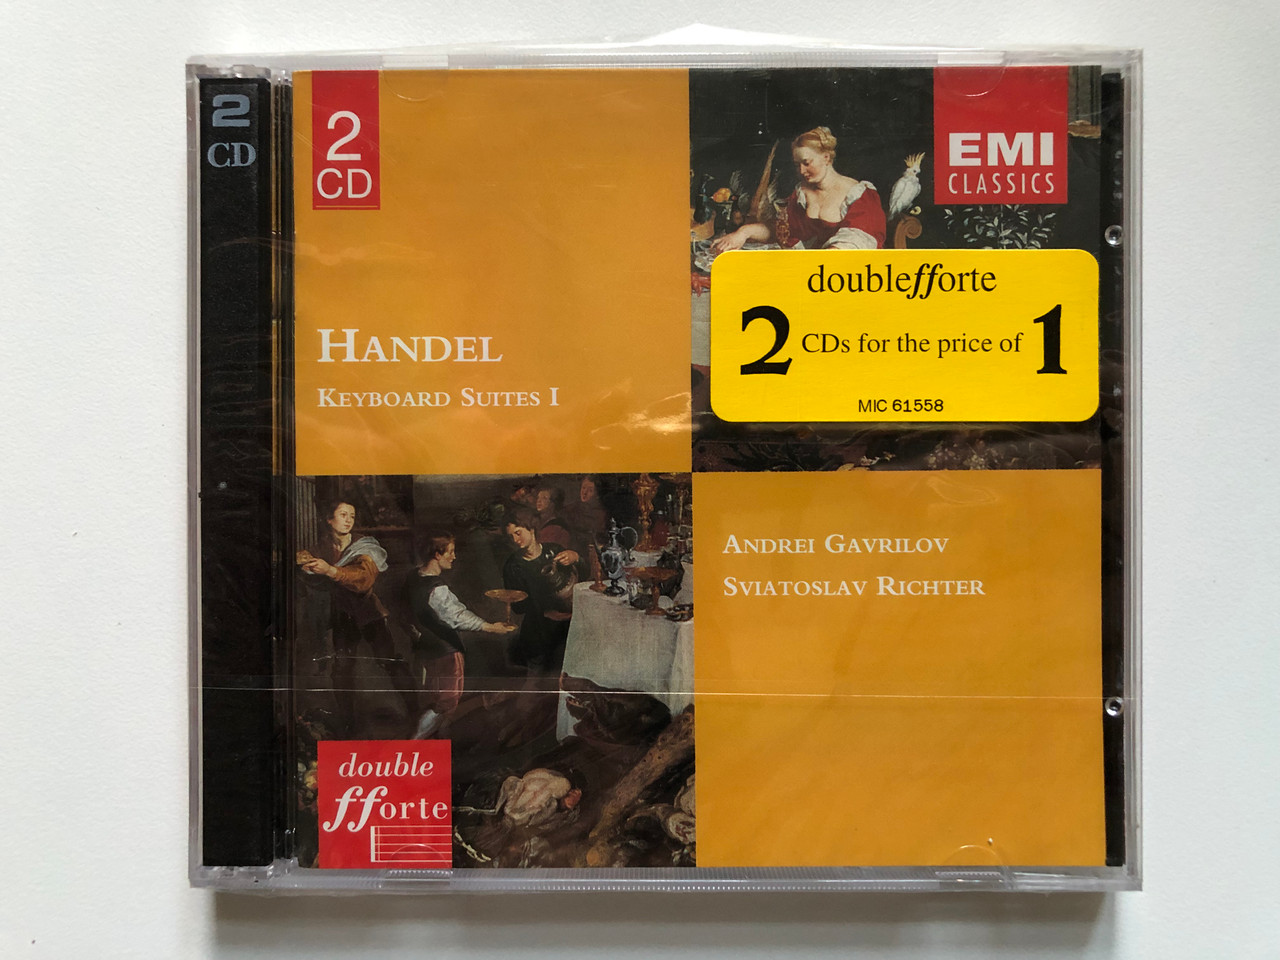 2
CD
2
CD
EMI
CLASSICS
doublefforte
2 CDs for the price of 1
MIC 61558
HANDEL
KEYBOARD SUITES I
ANDREI GAVRILOV
SVIATOSLAV RICHTER
double
fforte